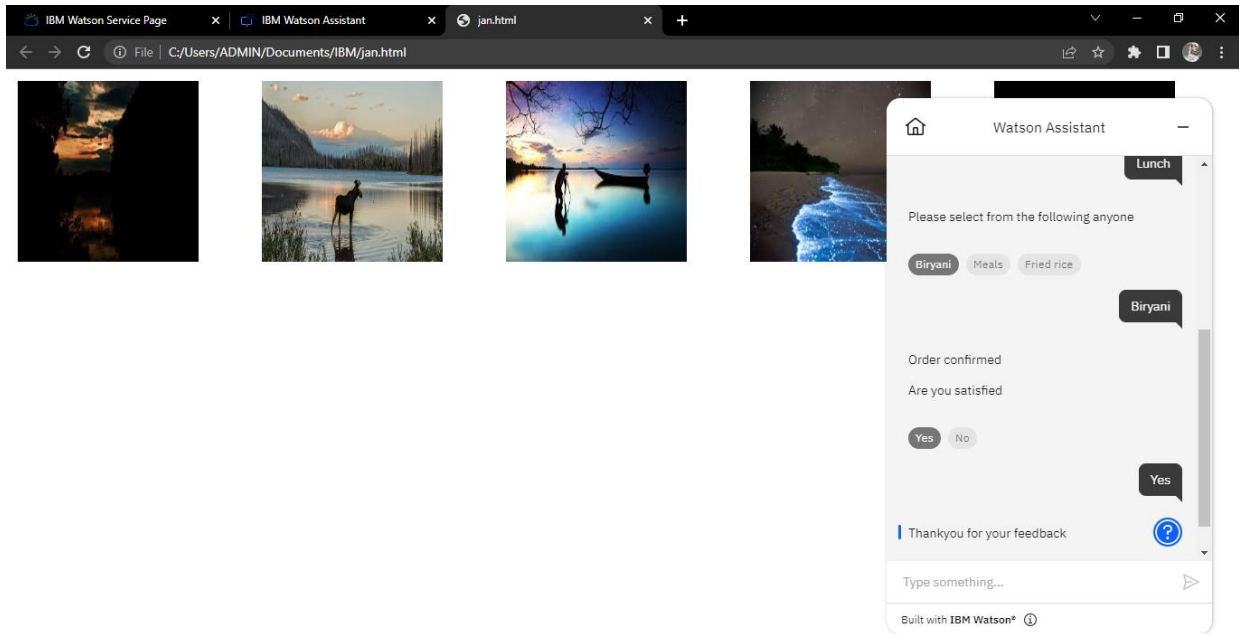 IBM Watson Service Page
IBM Watson Assistant
jan.html
File C:/Users/ADMIN/Documents/IBM/jan.html
Watson Assistant
Lunch
Please select from the following anyone
Biryani Meals Fried rice
Biryani
Order confirmed
Are you satisfied
Yes No
Yes
Thankyou for your feedback
Type something...
Built with IBM Watson®